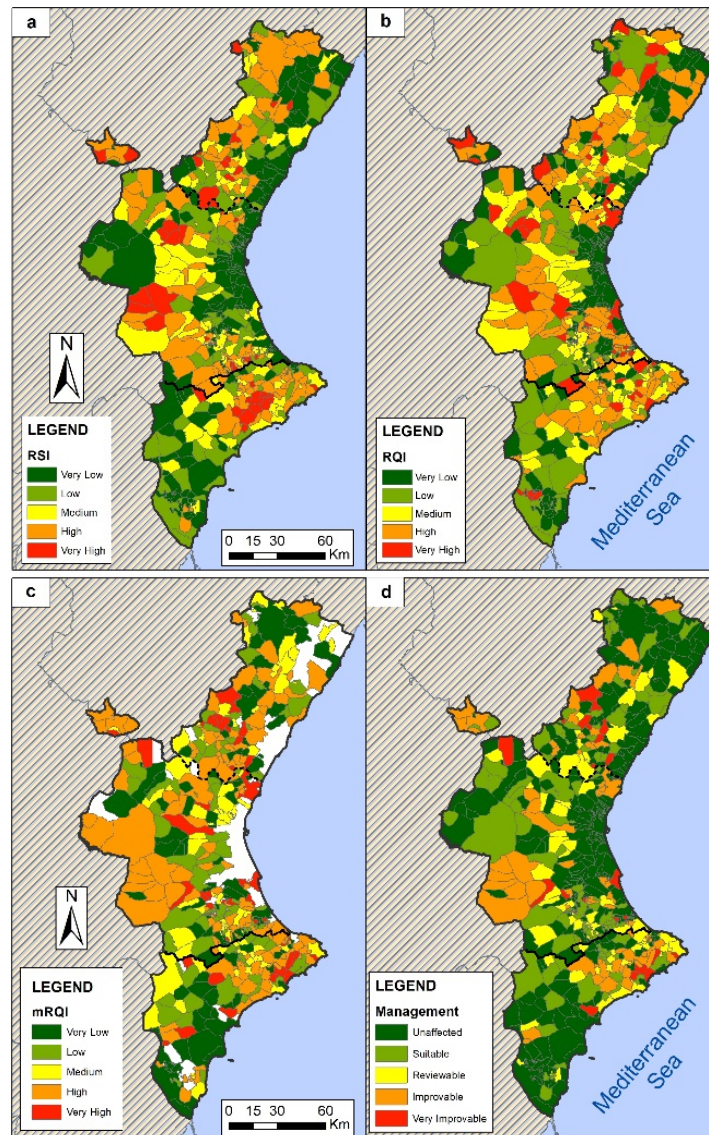 a
N
LEGEND
RSI
Very Low
Low
Medium
High
Very High
0 15 30 60
Km
b
LEGEND
RQI
Very Low
Low
Medium
High
Very High
Mediterranean
Sea
c
N
LEGEND
mRQI
Very Low
Low
Medium
High
Very High
0 15 30 60
Km
d
LEGEND
Management
Unaffected
Suitable
Reviewable
Improvable
Very Improvable
Mediterranean
Sea